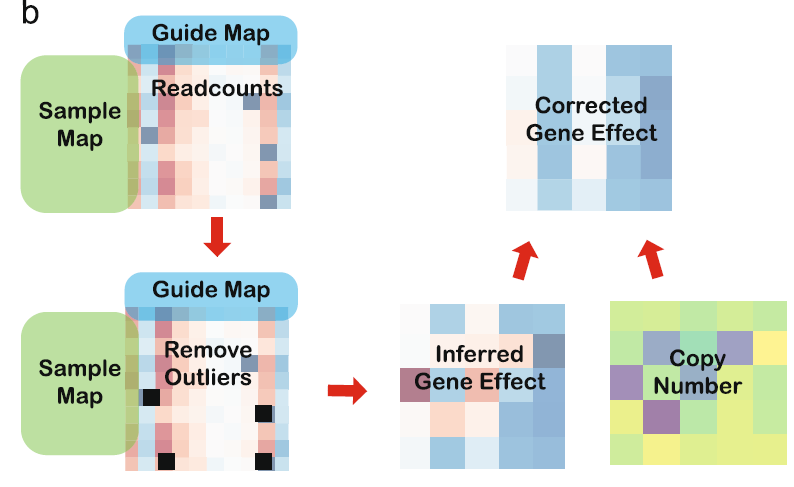 b
Guide Map
Readcounts
Sample
Map
Corrected
Gene Effect
Guide Map
Remove
Outliers
Sample
Map
Inferred
Gene Effect
Copy
Number